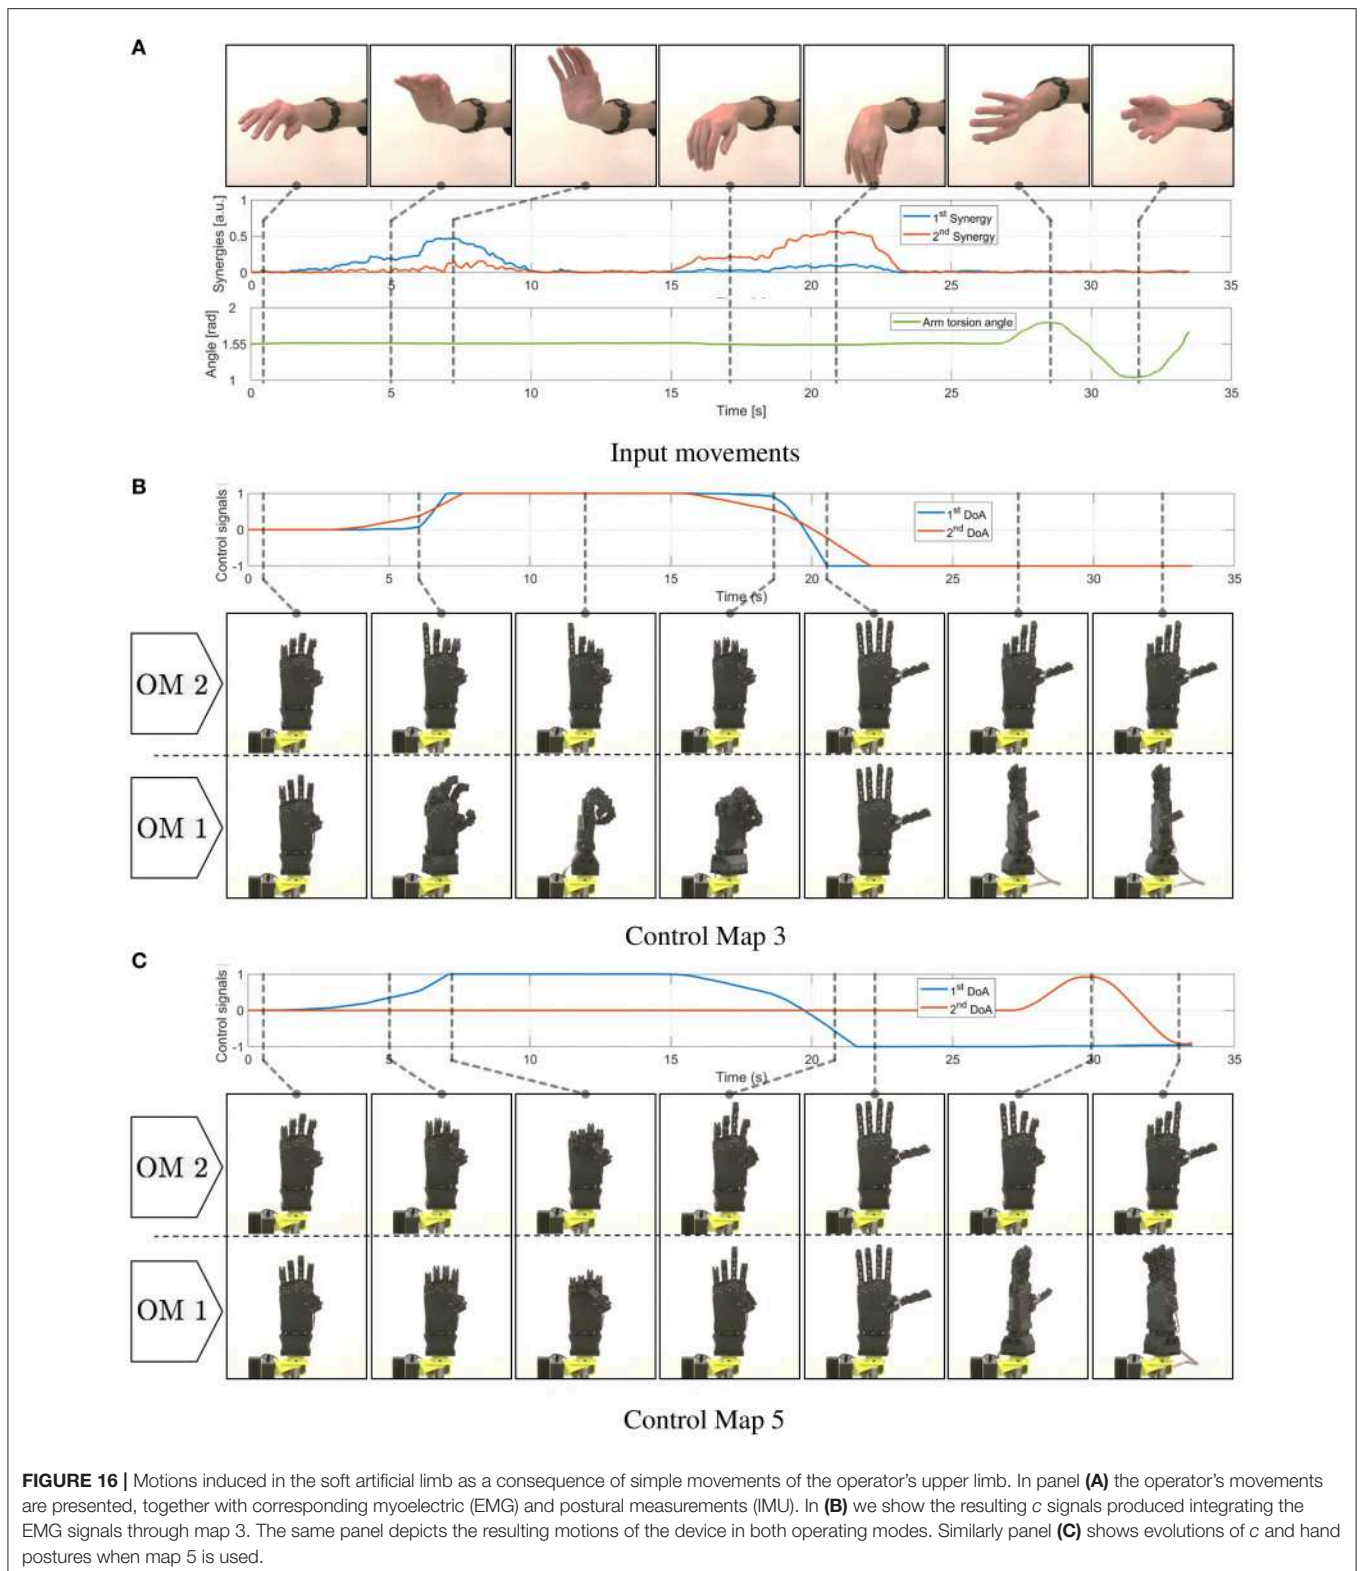 A
Synergies [a.u.]
1
0.5
0
1st Synergy
2nd Synergy
0 5 10 15 20 25 30 35
Angle [rad]
2
1.55
1
Arm torsion angle
0 5 10 15 20 25 30 35
Time [s]
Input movements
B
Control signals
1
0
-1
1st DoA
2nd DoA
0 5 10 15 20 25 30 35
Time (s)
OM 2
OM 1
Control Map 3
C
Control signals
1
0
-1
1st DoA
2nd DoA
0 5 10 15 20 25 30 35
Time (s)
OM 2
OM 1
Control Map 5
FIGURE 16 | Motions induced in the soft artificial limb as a consequence of simple movements of the operator's upper limb. In panel (A) the operator's movements
are presented, together with corresponding myoelectric (EMG) and postural measurements (IMU). In (B) we show the resulting c signals produced integrating the
EMG signals through map 3. The same panel depicts the resulting motions of the device in both operating modes. Similarly panel (C) shows evolutions of c and hand
postures when map 5 is used.